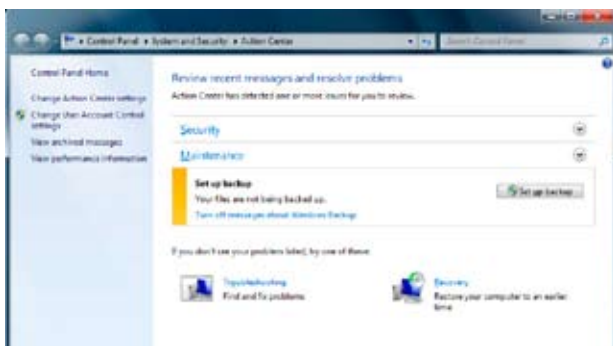 Control Panel ▸ System and Security ▸ Action Center
Search Control Panel
Control Panel Home
Change Action Center settings
Change User Account Control
settings
View archived messages
View performance information
Review recent messages and resolve problems
Action Center has detected one or more issues for you to review.
Security
Maintenance
Set up backup
Your files are not being backed up.
Turn off messages about Windows Backup
Set up backup
If you don't see your problem listed, try one of these:
Troubleshooting
Find and fix problems
Recovery
Restore your computer to an earlier
time